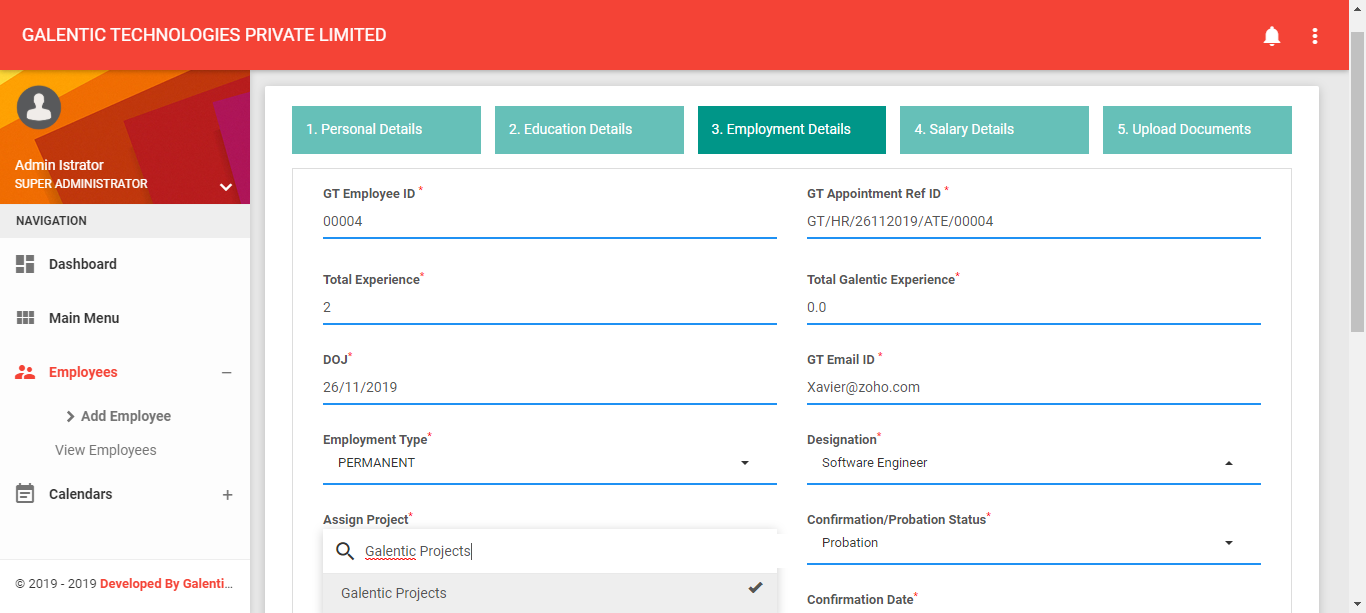 GALENTIC TECHNOLOGIES PRIVATE LIMITED
Admin Istrator
SUPER ADMINISTRATOR
NAVIGATION
Dashboard
Main Menu
Employees
Add Employee
View Employees
Calendars
© 2019 - 2019 Developed By Galenti...
1. Personal Details
2. Education Details
3. Employment Details
4. Salary Details
5. Upload Documents
GT Employee ID *
00004
GT Appointment Ref ID *
GT/HR/26112019/ATE/00004
Total Experience*
2
Total Galentic Experience*
0.0
DOJ*
26/11/2019
GT Email ID *
Xavier@zoho.com
Employment Type*
PERMANENT
Designation*
Software Engineer
Assign Project*
Galentic Projects
Galentic Projects
Confirmation/Probation Status*
Probation
Confirmation Date*